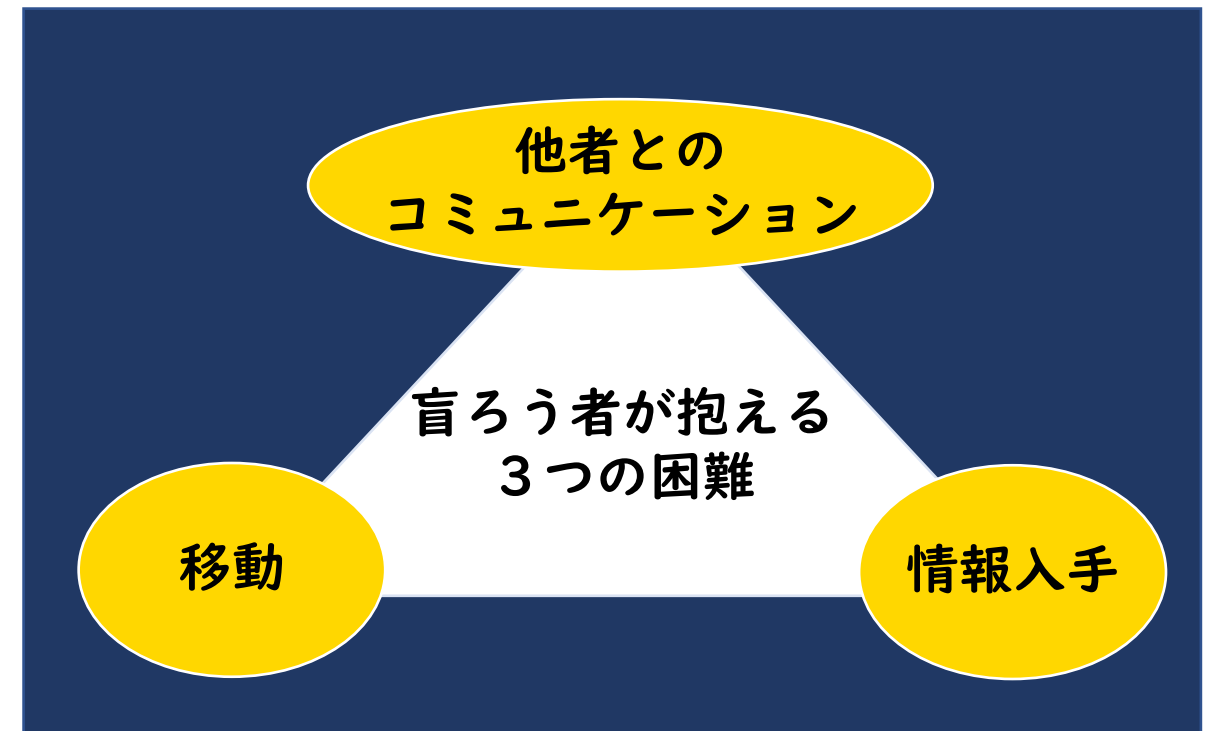 他者との
コミュニケーション
盲ろう者が抱える
３つの困難
移動
情報入手